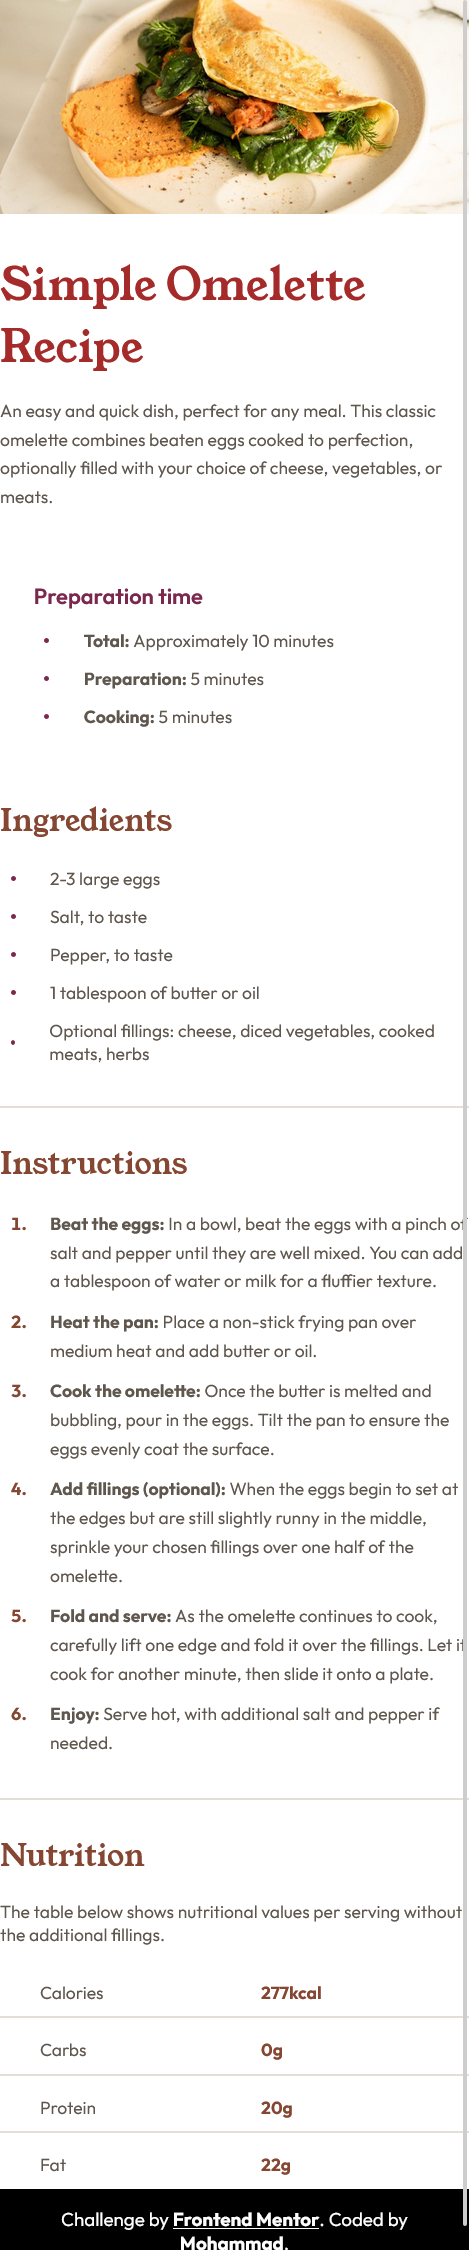 Simple Omelette
Recipe
An easy and quick dish, perfect for any meal. This classic
omelette combines beaten eggs cooked to perfection,
optionally filled with your choice of cheese, vegetables, or
meats.
Preparation time
• Total: Approximately 10 minutes
• Preparation: 5 minutes
• Cooking: 5 minutes
Ingredients
• 2-3 large eggs
• Salt, to taste
• Pepper, to taste
• 1 tablespoon of butter or oil
• Optional fillings: cheese, diced vegetables, cooked
meats, herbs
Instructions
1. Beat the eggs: In a bowl, beat the eggs with a pinch of
salt and pepper until they are well mixed. You can add
a tablespoon of water or milk for a fluffier texture.
2. Heat the pan: Place a non-stick frying pan over
medium heat and add butter or oil.
3. Cook the omelette: Once the butter is melted and
bubbling, pour in the eggs. Tilt the pan to ensure the
eggs evenly coat the surface.
4. Add fillings (optional): When the eggs begin to set at
the edges but are still slightly runny in the middle,
sprinkle your chosen fillings over one half of the
omelette.
5. Fold and serve: As the omelette continues to cook,
carefully lift one edge and fold it over the fillings. Let it
cook for another minute, then slide it onto a plate.
6. Enjoy: Serve hot, with additional salt and pepper if
needed.
Nutrition
The table below shows nutritional values per serving without
the additional fillings.
Calories 277kcal
Carbs 0g
Protein 20g
Fat 22g
Challenge by Frontend Mentor. Coded by
Mohammad.